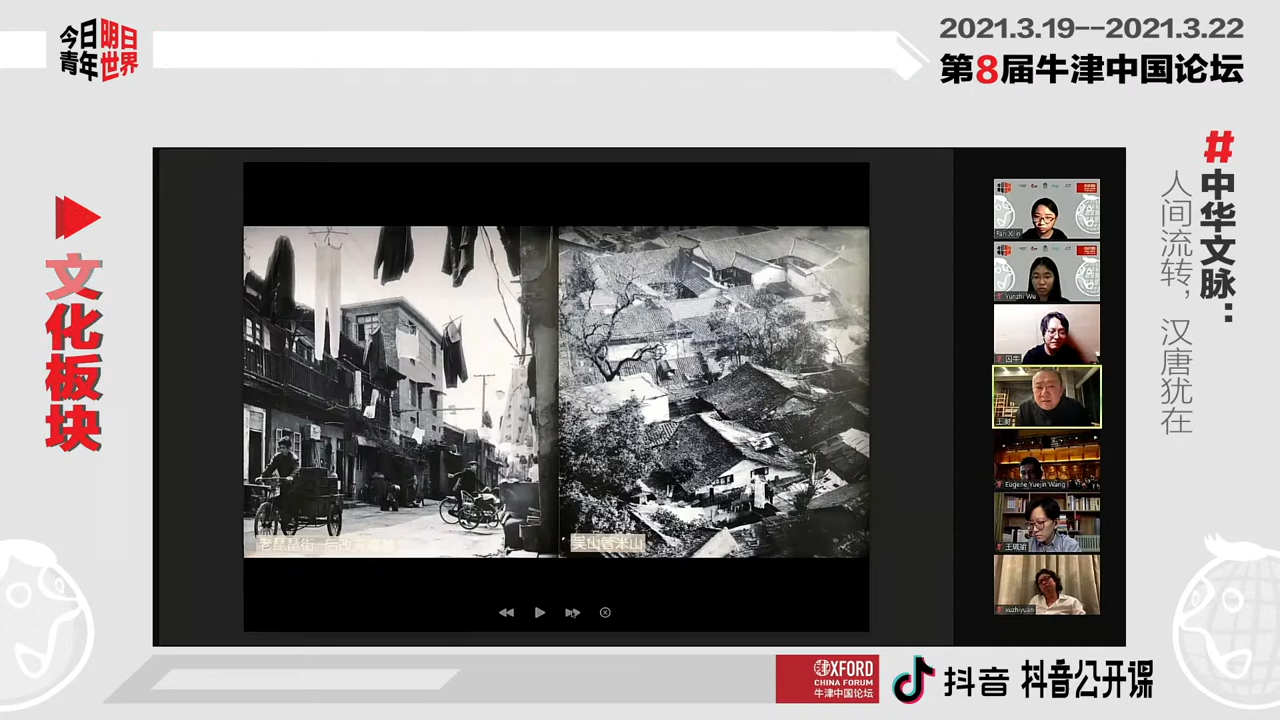 今日明日
青年世界
2021.3.19--2021.3.22
第8届牛津中国论坛
文化板块
#中华文脉：
人间流转，汉唐犹在
吴山管米山
Yunzhi Wu
Eugene Yuejin Wang
xuzhiyuan
OXFORD
CHINA FORUM
牛津中国论坛
抖音
抖音公开课